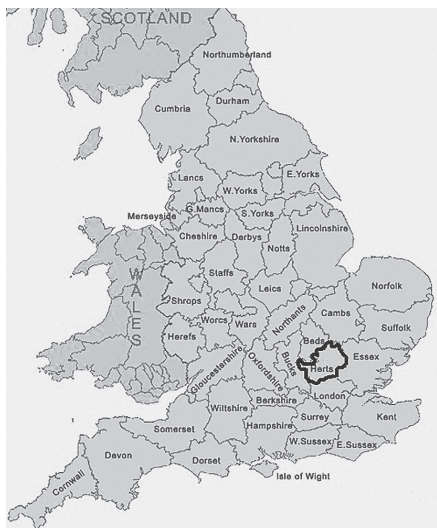 SCOTLAND
Northumberland
Cumbria
Durham
N.Yorkshire
Lancs
W.Yorks
E.Yorks
Merseyside
G.Mancs
S.Yorks
Cheshire
Derbys
Notts
Lincolnshire
WALES
Staffs
Shrops
Leics
Norfolk
Herefs
Worcs
Wars
Northants
Cambs
Suffolk
Gloucestershire
Oxfordshire
Bucks
Beds
Herts
Essex
London
Wiltshire
Berkshire
Surrey
Kent
Somerset
Hampshire
W.Sussex
E.Sussex
Devon
Dorset
Cornwall
Isle of Wight